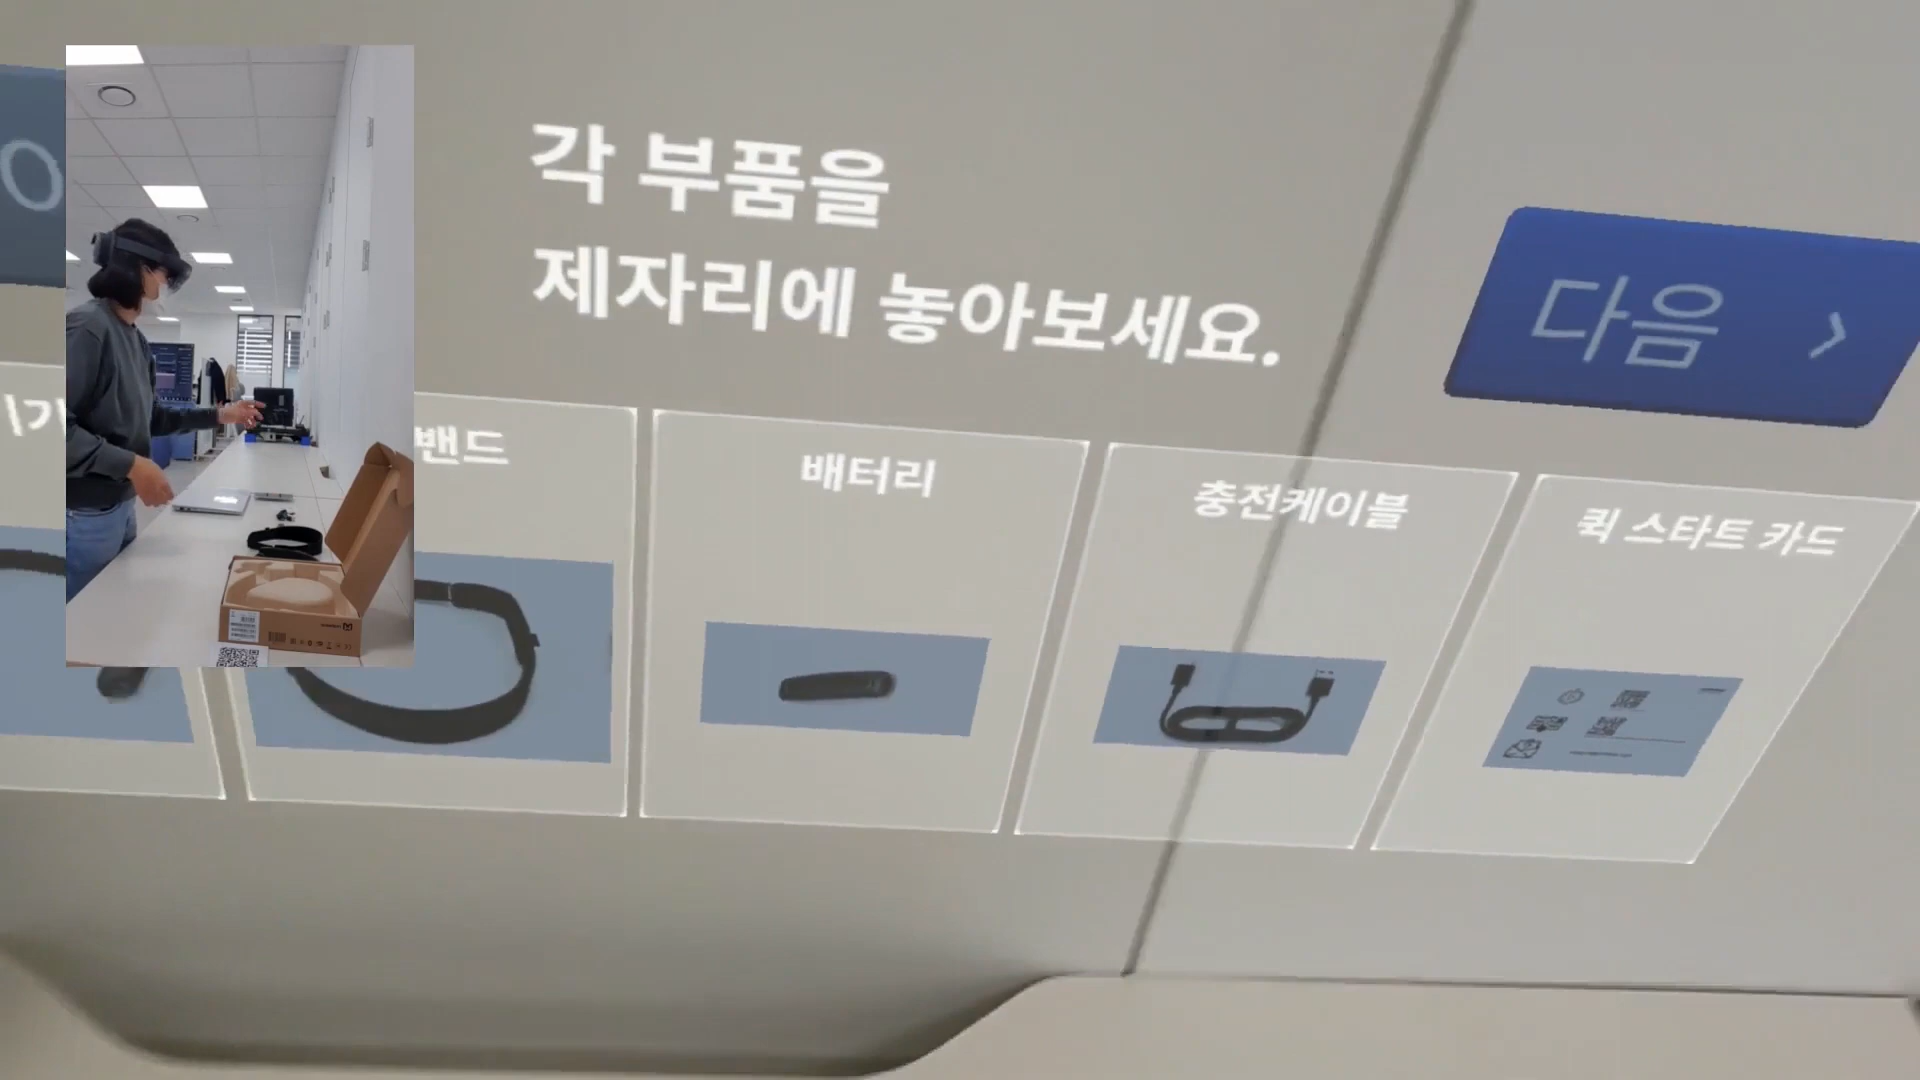 각 부품을
제자리에 놓아보세요.
다음 >
밴드
배터리
충전케이블
퀵 스타트 카드